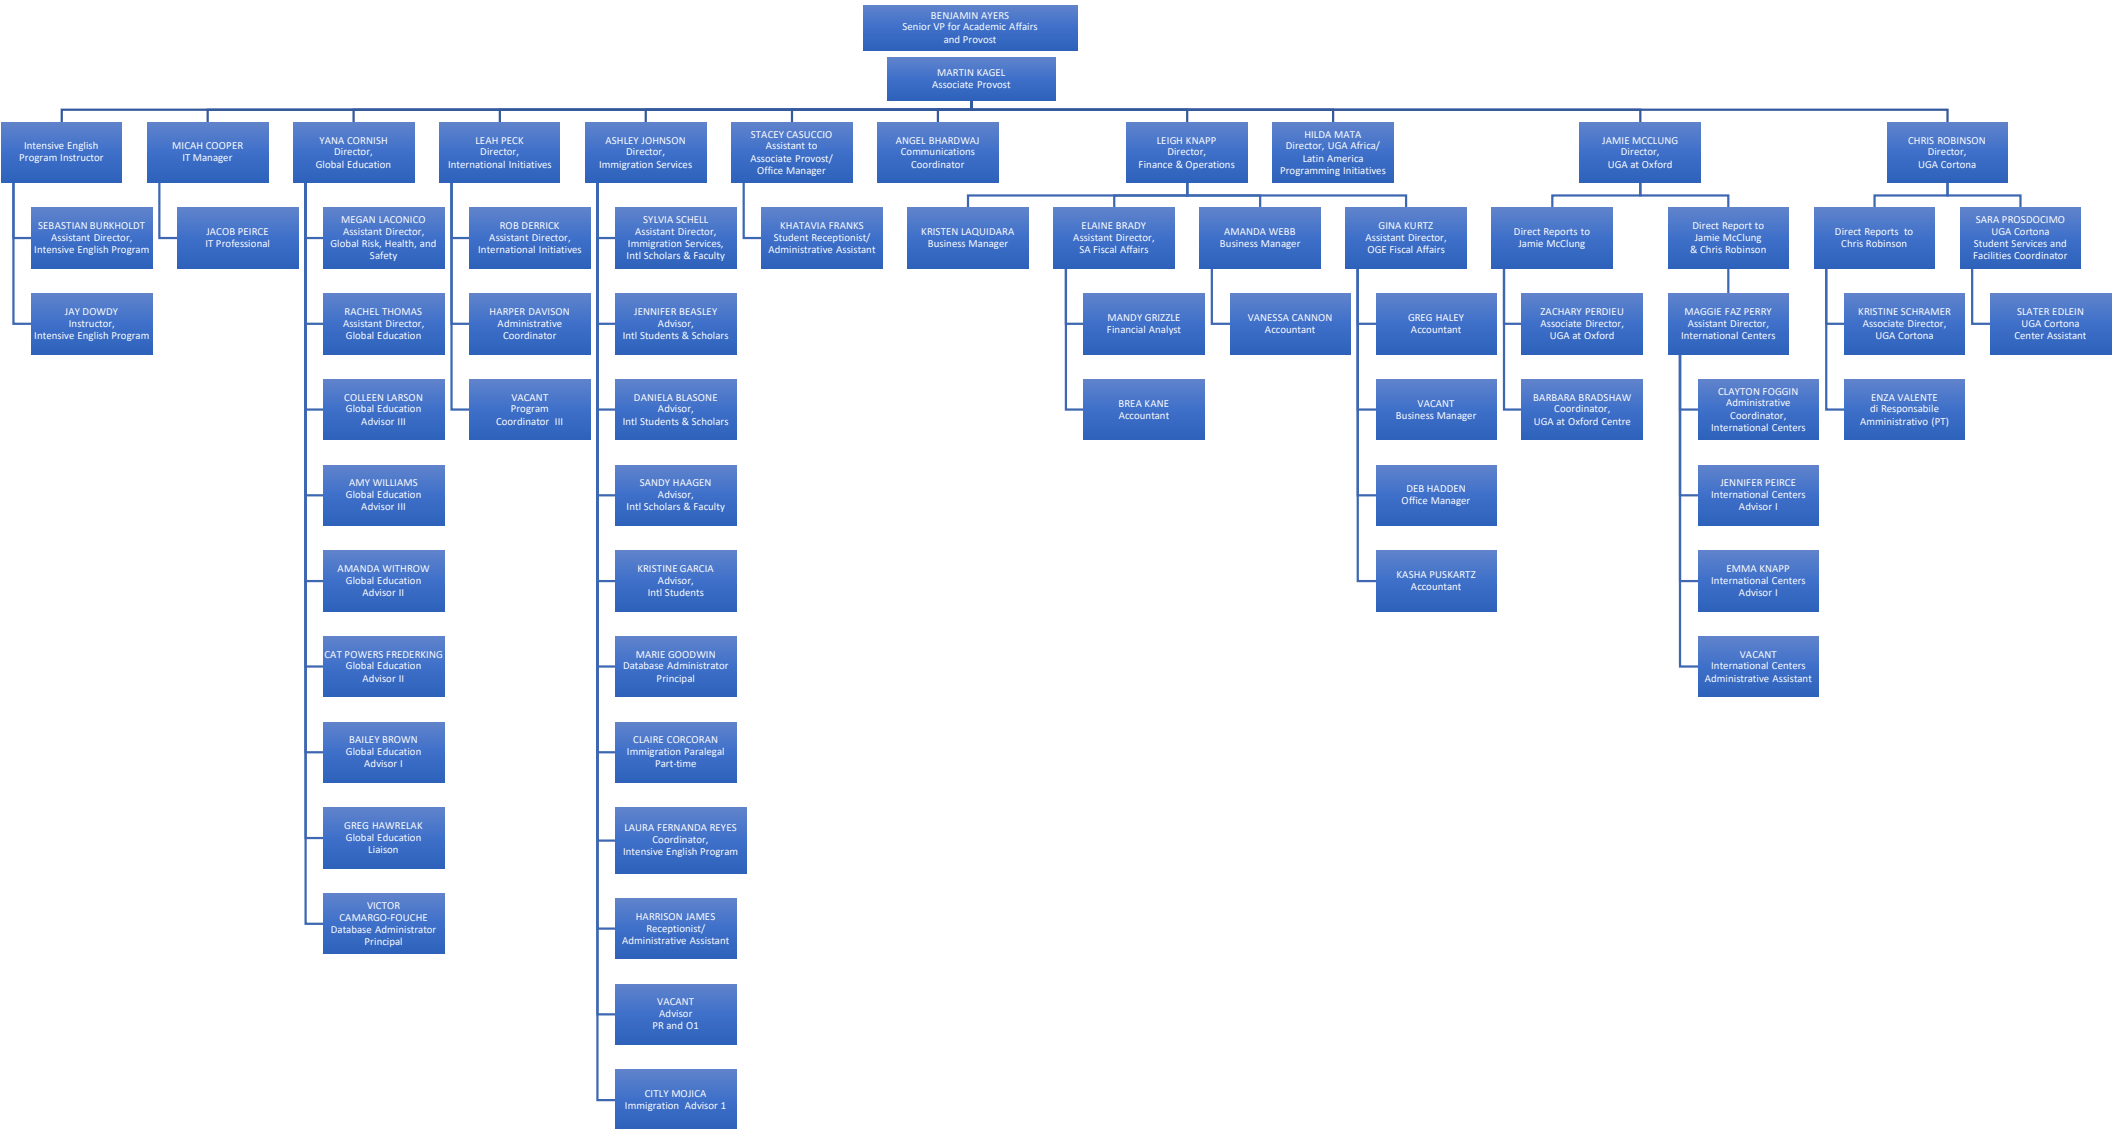 BENJAMIN AYERS
Senior VP for Academic Affairs
and Provost
MARTIN KAGEL
Associate Provost
Intensive English
Program Instructor
SEBASTIAN BURKHOLDT
Assistant Director,
Intensive English Program
JAY DOWDY
Instructor,
Intensive English Program
MICAH COOPER
IT Manager
JACOB PEIRCE
IT Professional
YANA CORNISH
Director,
Global Education
MEGAN LACONICO
Assistant Director,
Global Risk, Health, and
Safety
RACHEL THOMAS
Assistant Director,
Global Education
COLLEEN LARSON
Global Education
Advisor III
AMY WILLIAMS
Global Education
Advisor III
AMANDA WITHROW
Global Education
Advisor II
CAT POWERS FREDERKING
Global Education
Advisor II
BAILEY BROWN
Global Education
Advisor I
GREG HAWRELAK
Global Education
Liaison
VICTOR
CAMARGO-FOUCHE
Database Administrator
Principal
LEAH PECK
Director,
International Initiatives
ROB DERRICK
Assistant Director,
International Initiatives
HARPER DAVISON
Administrative
Coordinator
VACANT
Program
Coordinator III
ASHLEY JOHNSON
Director,
Immigration Services
SYLVIA SCHELL
Assistant Director,
Immigration Services,
Intl Scholars & Faculty
JENNIFER BEASLEY
Advisor,
Intl Students & Scholars
DANIELA BLASONE
Advisor,
Intl Students & Scholars
SANDY HAAGEN
Advisor,
Intl Scholars & Faculty
KRISTINE GARCIA
Advisor,
Intl Students
MARIE GOODWIN
Database Administrator
Principal
CLAIRE CORCORAN
Immigration Paralegal
Part-time
LAURA FERNANDA REYES
Coordinator,
Intensive English Program
HARRISON JAMES
Receptionist/
Administrative Assistant
VACANT
Advisor
PR and O1
CITLY MOJICA
Immigration Advisor 1
STACEY CASUCCIO
Assistant to
Associate Provost/
Office Manager
KHATAVIA FRANKS
Student Receptionist/
Administrative Assistant
ANGEL BHARDWAJ
Communications
Coordinator
LEIGH KNAPP
Director,
Finance & Operations
KRISTEN LAQUIDARA
Business Manager
ELAINE BRADY
Assistant Director,
SA Fiscal Affairs
MANDY GRIZZLE
Financial Analyst
BREA KANE
Accountant
AMANDA WEBB
Business Manager
VANESSA CANNON
Accountant
GINA KURTZ
Assistant Director,
OGE Fiscal Affairs
GREG HALEY
Accountant
VACANT
Business Manager
DEB HADDEN
Office Manager
KASHA PUSKARTZ
Accountant
HILDA MATA
Director, UGA Africa/
Latin America
Programming Initiatives
JAMIE MCCLUNG
Director,
UGA at Oxford
Direct Reports to
Jamie McClung
ZACHARY PERDIEU
Associate Director,
UGA at Oxford
BARBARA BRADSHAW
Coordinator,
UGA at Oxford Centre
Direct Report to
Jamie McClung
& Chris Robinson
MAGGIE FAZ PERRY
Assistant Director,
International Centers
CLAYTON FOGGIN
Administrative
Coordinator,
International Centers
JENNIFER PEIRCE
International Centers
Advisor I
EMMA KNAPP
International Centers
Advisor I
VACANT
International Centers
Administrative Assistant
CHRIS ROBINSON
Director,
UGA Cortona
Direct Reports to
Chris Robinson
KRISTINE SCHRAMER
Associate Director,
UGA Cortona
ENZA VALENTE
di Responsabile
Amministrativo (PT)
SARA PROSDOCIMO
UGA Cortona
Student Services and
Facilities Coordinator
SLATER EDLEIN
UGA Cortona
Center Assistant